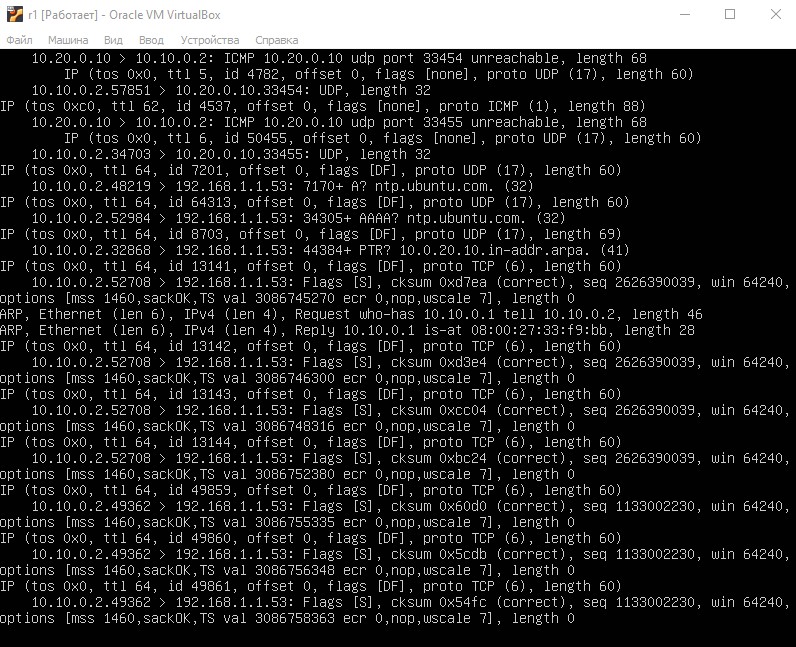 r1 [Работает] - Oracle VM VirtualBox
Файл Машина Вид Ввод Устройства Справка
10.20.0.10 > 10.10.0.2: ICMP 10.20.0.10 udp port 33454 unreachable, length 68
IP (tos 0x0, ttl 5, id 4782, offset 0, flags [none], proto UDP (17), length 60)
10.10.0.2.57851 > 10.20.0.10.33454: UDP, length 32
IP (tos 0xc0, ttl 62, id 4537, offset 0, flags [none], proto ICMP (1), length 88)
10.20.0.10 > 10.10.0.2: ICMP 10.20.0.10 udp port 33455 unreachable, length 68
IP (tos 0x0, ttl 6, id 50455, offset 0, flags [none], proto UDP (17), length 60)
10.10.0.2.34703 > 10.20.0.10.33455: UDP, length 32
IP (tos 0x0, ttl 64, id 7201, offset 0, flags [DF], proto UDP (17), length 60)
10.10.0.2.48219 > 192.168.1.1.53: 7170+ A? ntp.ubuntu.com. (32)
IP (tos 0x0, ttl 64, id 64313, offset 0, flags [DF], proto UDP (17), length 60)
10.10.0.2.52984 > 192.168.1.1.53: 34305+ AAAA? ntp.ubuntu.com. (32)
IP (tos 0x0, ttl 64, id 8703, offset 0, flags [DF], proto UDP (17), length 69)
10.10.0.2.32868 > 192.168.1.1.53: 44384+ PTR? 10.0.20.10.in-addr.arpa. (41)
IP (tos 0x0, ttl 64, id 13141, offset 0, flags [DF], proto TCP (6), length 60)
10.10.0.2.52708 > 192.168.1.1.53: Flags [S], cksum 0xd7ea (correct), seq 2626390039, win 64240,
options [mss 1460,sackOK,TS val 3086745270 ecr 0,nop,wscale 7], length 0
ARP, Ethernet (len 6), IPv4 (len 4), Request who-has 10.10.0.1 tell 10.10.0.2, length 46
ARP, Ethernet (len 6), IPv4 (len 4), Reply 10.10.0.1 is-at 08:00:27:33:f9:bb, length 28
IP (tos 0x0, ttl 64, id 13142, offset 0, flags [DF], proto TCP (6), length 60)
10.10.0.2.52708 > 192.168.1.1.53: Flags [S], cksum 0xd3e4 (correct), seq 2626390039, win 64240,
options [mss 1460,sackOK,TS val 3086746300 ecr 0,nop,wscale 7], length 0
IP (tos 0x0, ttl 64, id 13143, offset 0, flags [DF], proto TCP (6), length 60)
10.10.0.2.52708 > 192.168.1.1.53: Flags [S], cksum 0xcc04 (correct), seq 2626390039, win 64240,
options [mss 1460,sackOK,TS val 3086748316 ecr 0,nop,wscale 7], length 0
IP (tos 0x0, ttl 64, id 13144, offset 0, flags [DF], proto TCP (6), length 60)
10.10.0.2.52708 > 192.168.1.1.53: Flags [S], cksum 0xbc24 (correct), seq 2626390039, win 64240,
options [mss 1460,sackOK,TS val 3086752380 ecr 0,nop,wscale 7], length 0
IP (tos 0x0, ttl 64, id 49859, offset 0, flags [DF], proto TCP (6), length 60)
10.10.0.2.49362 > 192.168.1.1.53: Flags [S], cksum 0x60d0 (correct), seq 1133002230, win 64240,
options [mss 1460,sackOK,TS val 3086755335 ecr 0,nop,wscale 7], length 0
IP (tos 0x0, ttl 64, id 49860, offset 0, flags [DF], proto TCP (6), length 60)
10.10.0.2.49362 > 192.168.1.1.53: Flags [S], cksum 0x5cdb (correct), seq 1133002230, win 64240,
options [mss 1460,sackOK,TS val 3086756348 ecr 0,nop,wscale 7], length 0
IP (tos 0x0, ttl 64, id 49861, offset 0, flags [DF], proto TCP (6), length 60)
10.10.0.2.49362 > 192.168.1.1.53: Flags [S], cksum 0x54fc (correct), seq 1133002230, win 64240,
options [mss 1460,sackOK,TS val 3086758363 ecr 0,nop,wscale 7], length 0